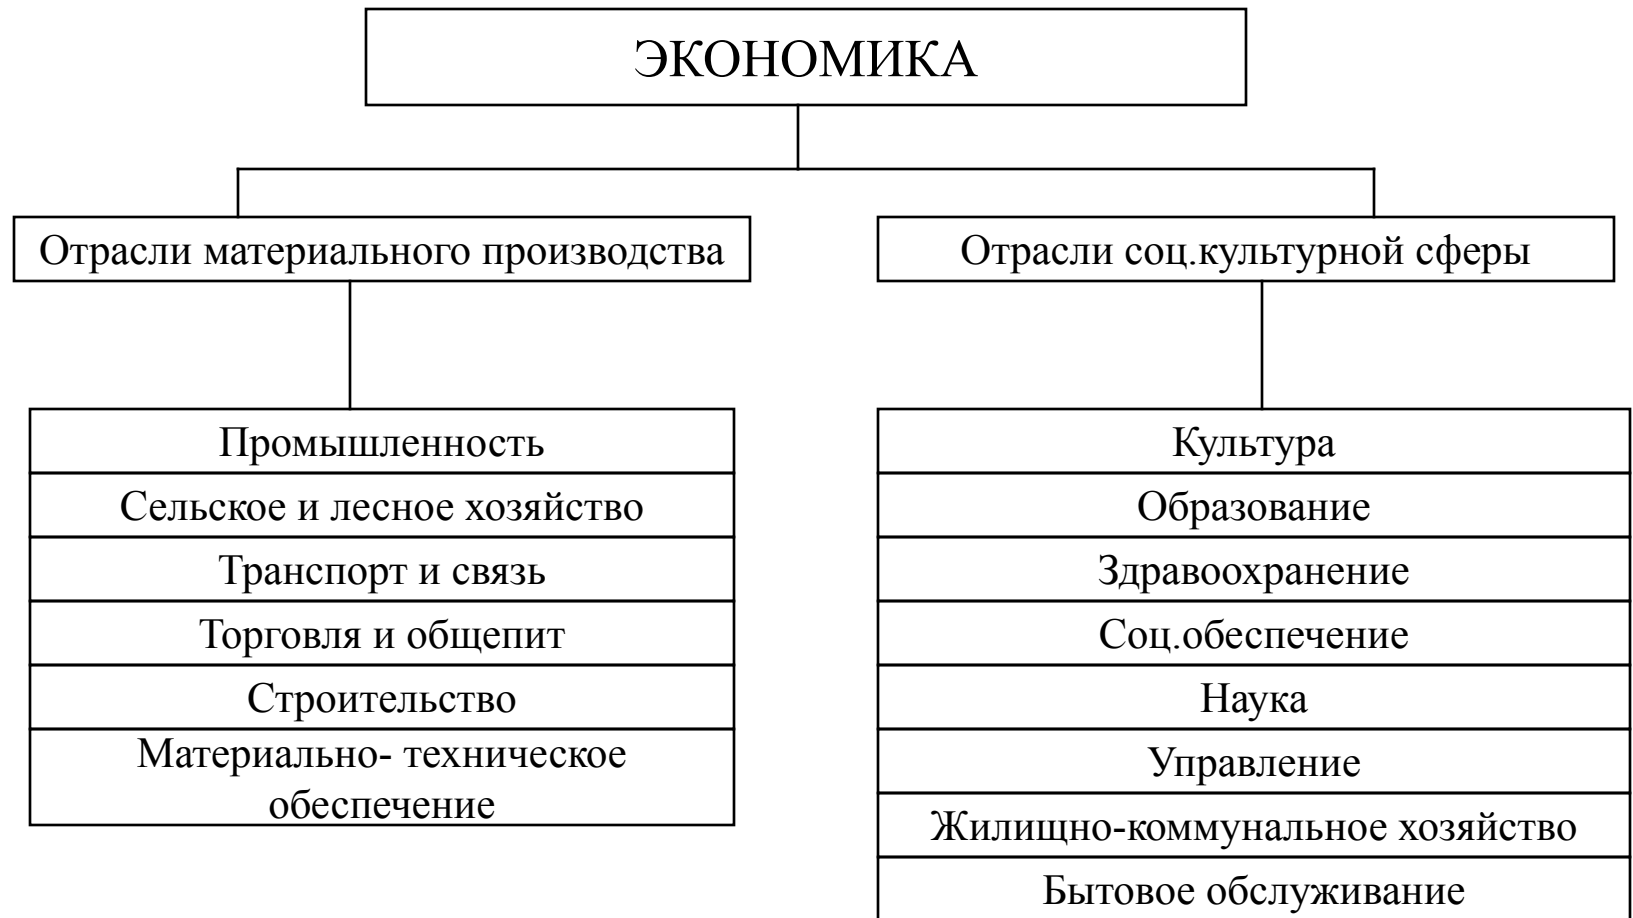 ЭКОНОМИКА
Отрасли материального производства
Отрасли соц.культурной сферы
Промышленность
Сельское и лесное хозяйство
Транспорт и связь
Торговля и общепит
Строительство
Материально- техническое
обеспечение
Культура
Образование
Здравоохранение
Соц.обеспечение
Наука
Управление
Жилищно-коммунальное хозяйство
Бытовое обслуживание